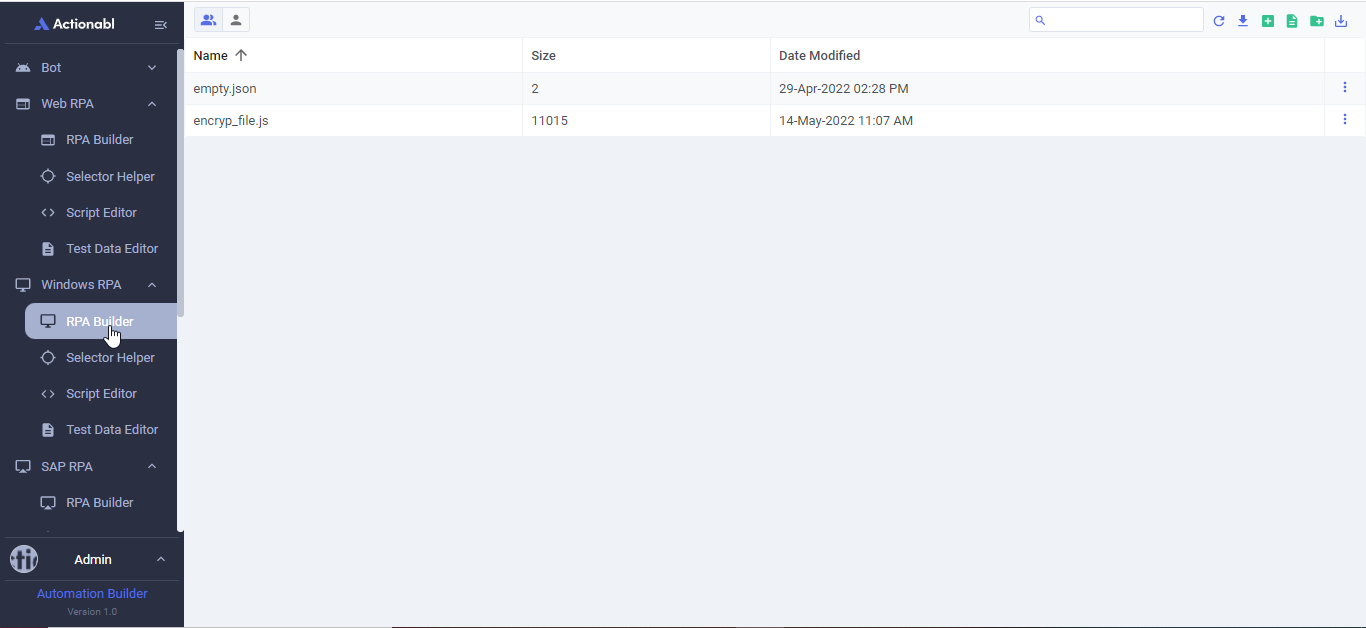 Actionabl
Bot
Web RPA
RPA Builder
Selector Helper
Script Editor
Test Data Editor
Windows RPA
RPA Builder
Selector Helper
Script Editor
Test Data Editor
SAP RPA
RPA Builder
Admin
Automation Builder
Version 1.0
Name Size Date Modified
empty.json 2 29-Apr-2022 02:28 PM
encryp_file.js 11015 14-May-2022 11:07 AM